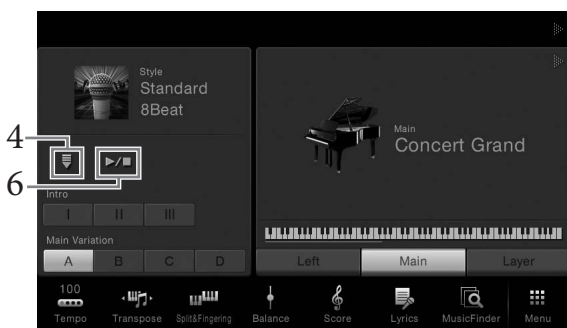 Style
Standard
8Beat
4
6
Intro
I II III
Main Variation
A B C D
Main
Concert Grand
Left Main Layer
100
Tempo Transpose Split&Fingering Balance Score Lyrics MusicFinder Menu